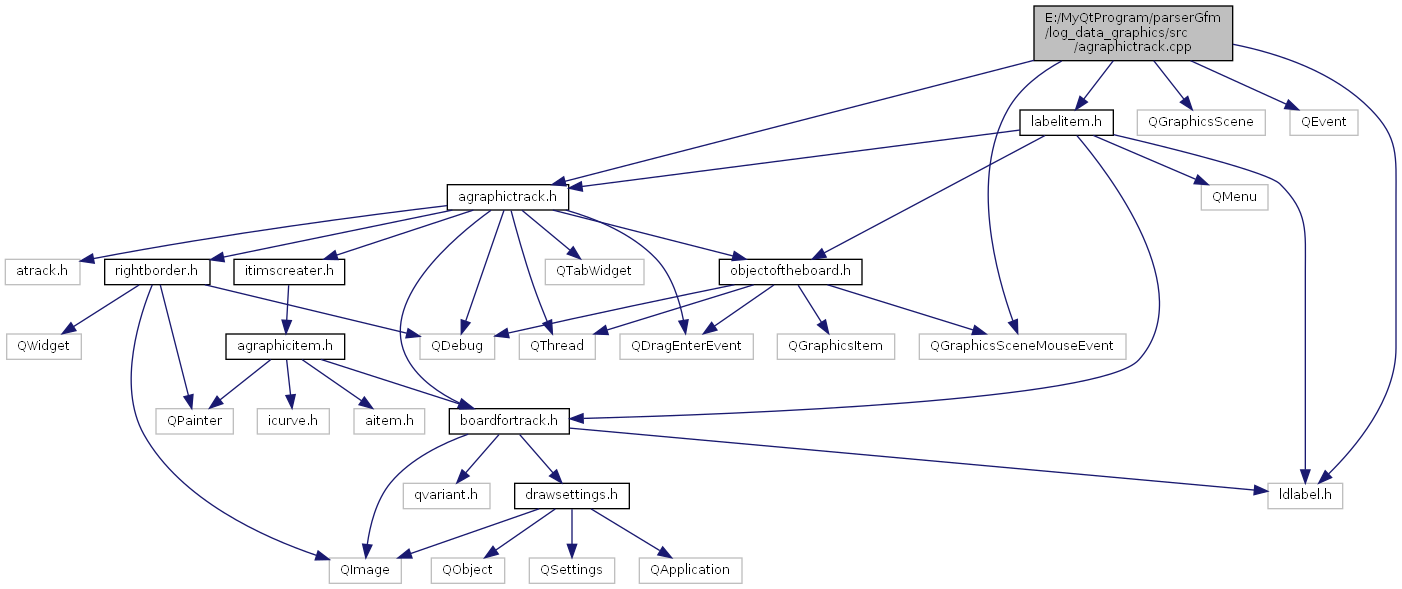 E:/MyQtProgram/parserGfm
/log_data_graphics/src
/agraphictrack.cpp
labelitem.h
QGraphicsScene
QEvent
agraphictrack.h
QMenu
atrack.h
rightborder.h
itimscreater.h
QTabWidget
objectoftheboard.h
QWidget
agraphicitem.h
QDebug
QThread
QDragEnterEvent
QGraphicsItem
QGraphicsSceneMouseEvent
QPainter
icurve.h
aitem.h
boardfortrack.h
qvariant.h
drawsettings.h
ldlabel.h
QImage
QObject
QSettings
QApplication